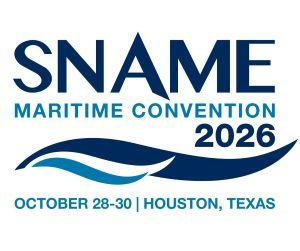 SNAME
MARITIME CONVENTION
2026
OCTOBER 28-30 | HOUSTON, TEXAS